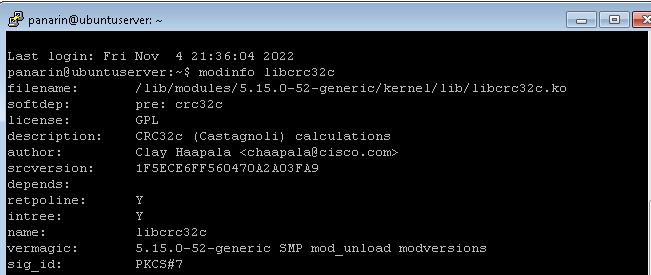 panarin@ubuntuserver: ~
Last login: Fri Nov  4 21:36:04 2022
panarin@ubuntuserver:~$ modinfo libcrc32c
filename:       /lib/modules/5.15.0-52-generic/kernel/lib/libcrc32c.ko
softdep:        pre: crc32c
license:        GPL
description:    CRC32c (Castagnoli) calculations
author:         Clay Haapala <chaapala@cisco.com>
srcversion:     1F5ECE6FF560470A2A03FA9
depends:
retpoline:      Y
intree:         Y
name:           libcrc32c
vermagic:       5.15.0-52-generic SMP mod_unload modversions
sig_id:         PKCS#7